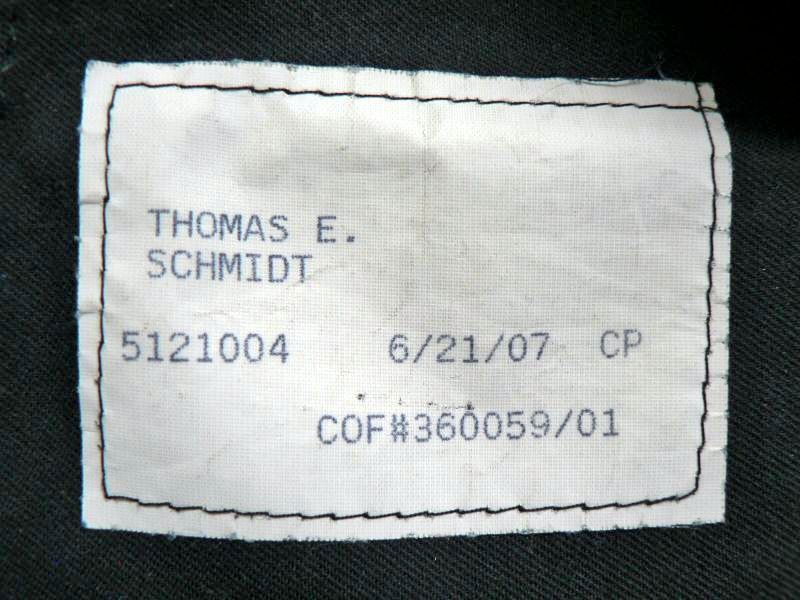 THOMAS E.
SCHMIDT
5121004 6/21/07 CP
COF#360059/01